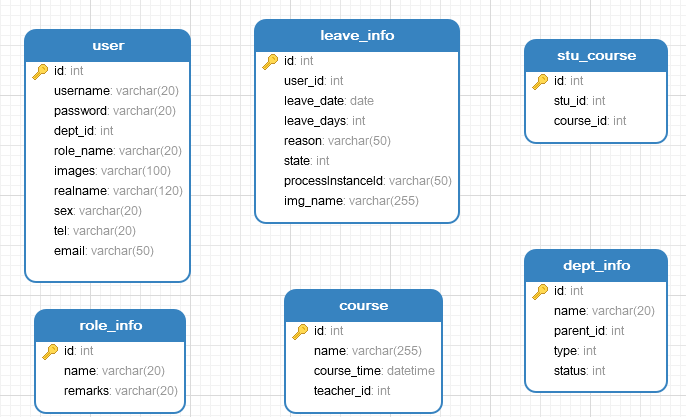 user
id: int
username: varchar(20)
password: varchar(20)
dept_id: int
role_name: varchar(20)
images: varchar(100)
realname: varchar(120)
sex: varchar(20)
tel: varchar(20)
email: varchar(50)
leave_info
id: int
user_id: int
leave_date: date
leave_days: int
reason: varchar(50)
state: int
processInstanceId: varchar(50)
img_name: varchar(255)
stu_course
id: int
stu_id: int
course_id: int
role_info
id: int
name: varchar(20)
remarks: varchar(20)
course
id: int
name: varchar(255)
course_time: datetime
teacher_id: int
dept_info
id: int
name: varchar(20)
parent_id: int
type: int
status: int